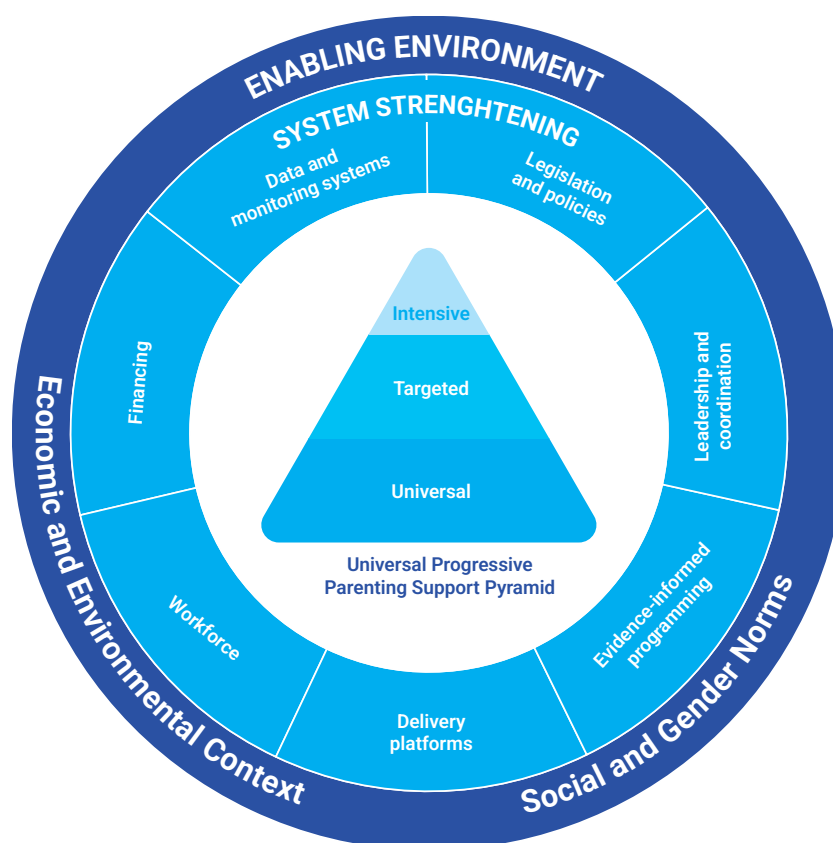 ENABLING ENVIRONMENT
SYSTEM STRENGHTENING
Data and
monitoring systems
Legislation
and policies
Financing
Leadership and
coordination
Intensive
Targeted
Universal
Universal Progressive
Parenting Support Pyramid
Workforce
Evidence-informed
programming
Delivery
platforms
Economic and Environmental Context
Social and Gender Norms